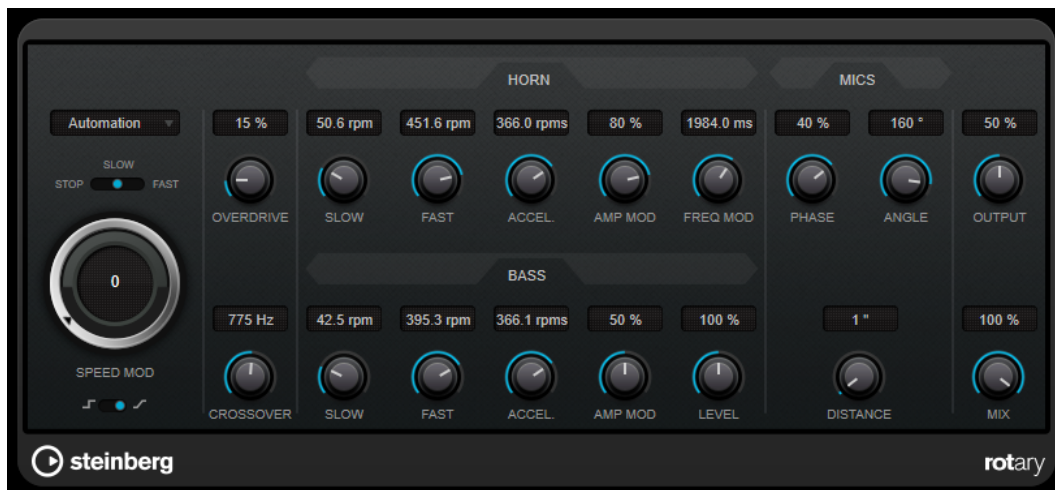 HORN MICS
Automation 15 % 50.6 rpm 451.6 rpm 366.0 rpms 80 % 1984.0 ms 40 % 160 ° 50 %
SLOW
STOP FAST
OVERDRIVE SLOW FAST ACCEL. AMP MOD FREQ MOD PHASE ANGLE OUTPUT
BASS
0
775 Hz 42.5 rpm 395.3 rpm 366.1 rpms 50 % 100 % 1 " 100 %
SPEED MOD
CROSSOVER SLOW FAST ACCEL. AMP MOD LEVEL DISTANCE MIX
steinberg rotary